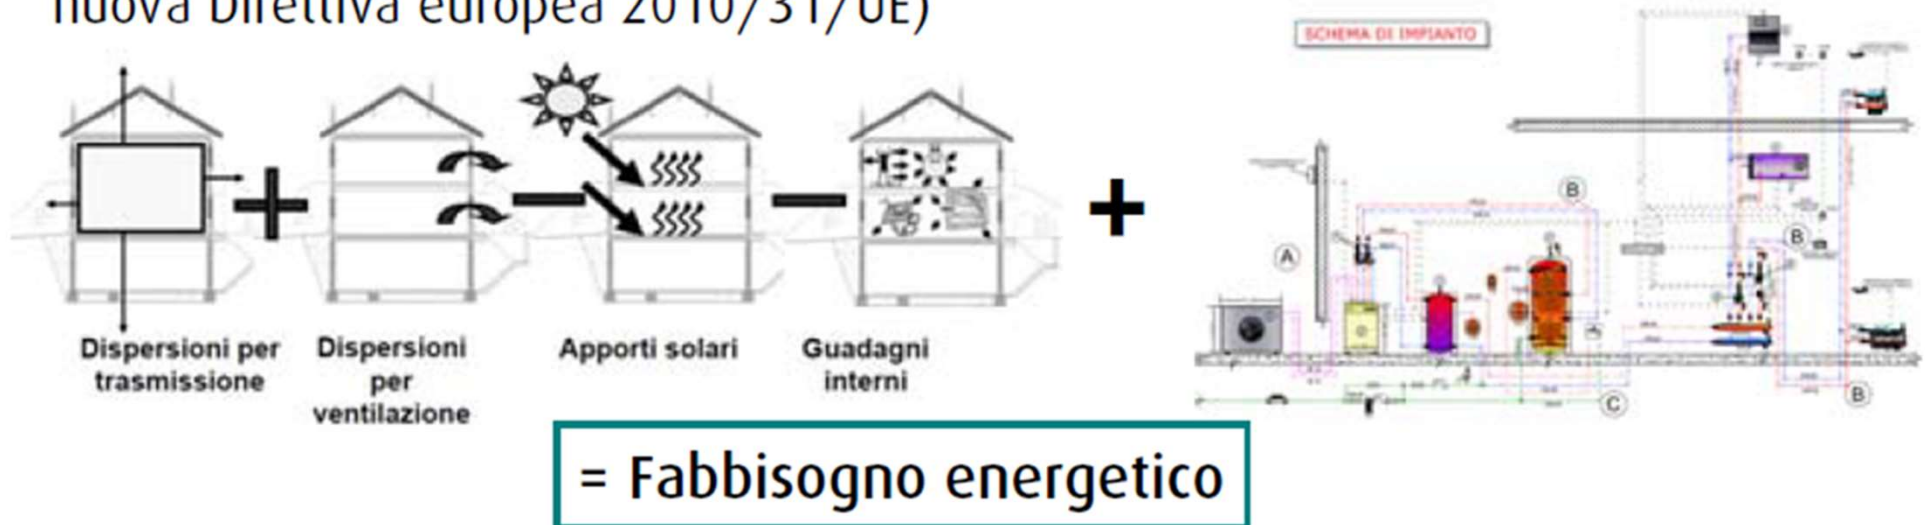 nuova Direttiva europea 2010/31/UE)
SCHEMA DI IMPIANTO
B
A
B
B
C
Dispersioni per
trasmissione
Dispersioni
per
ventilazione
Apporti solari
Guadagni
interni
= Fabbisogno energetico